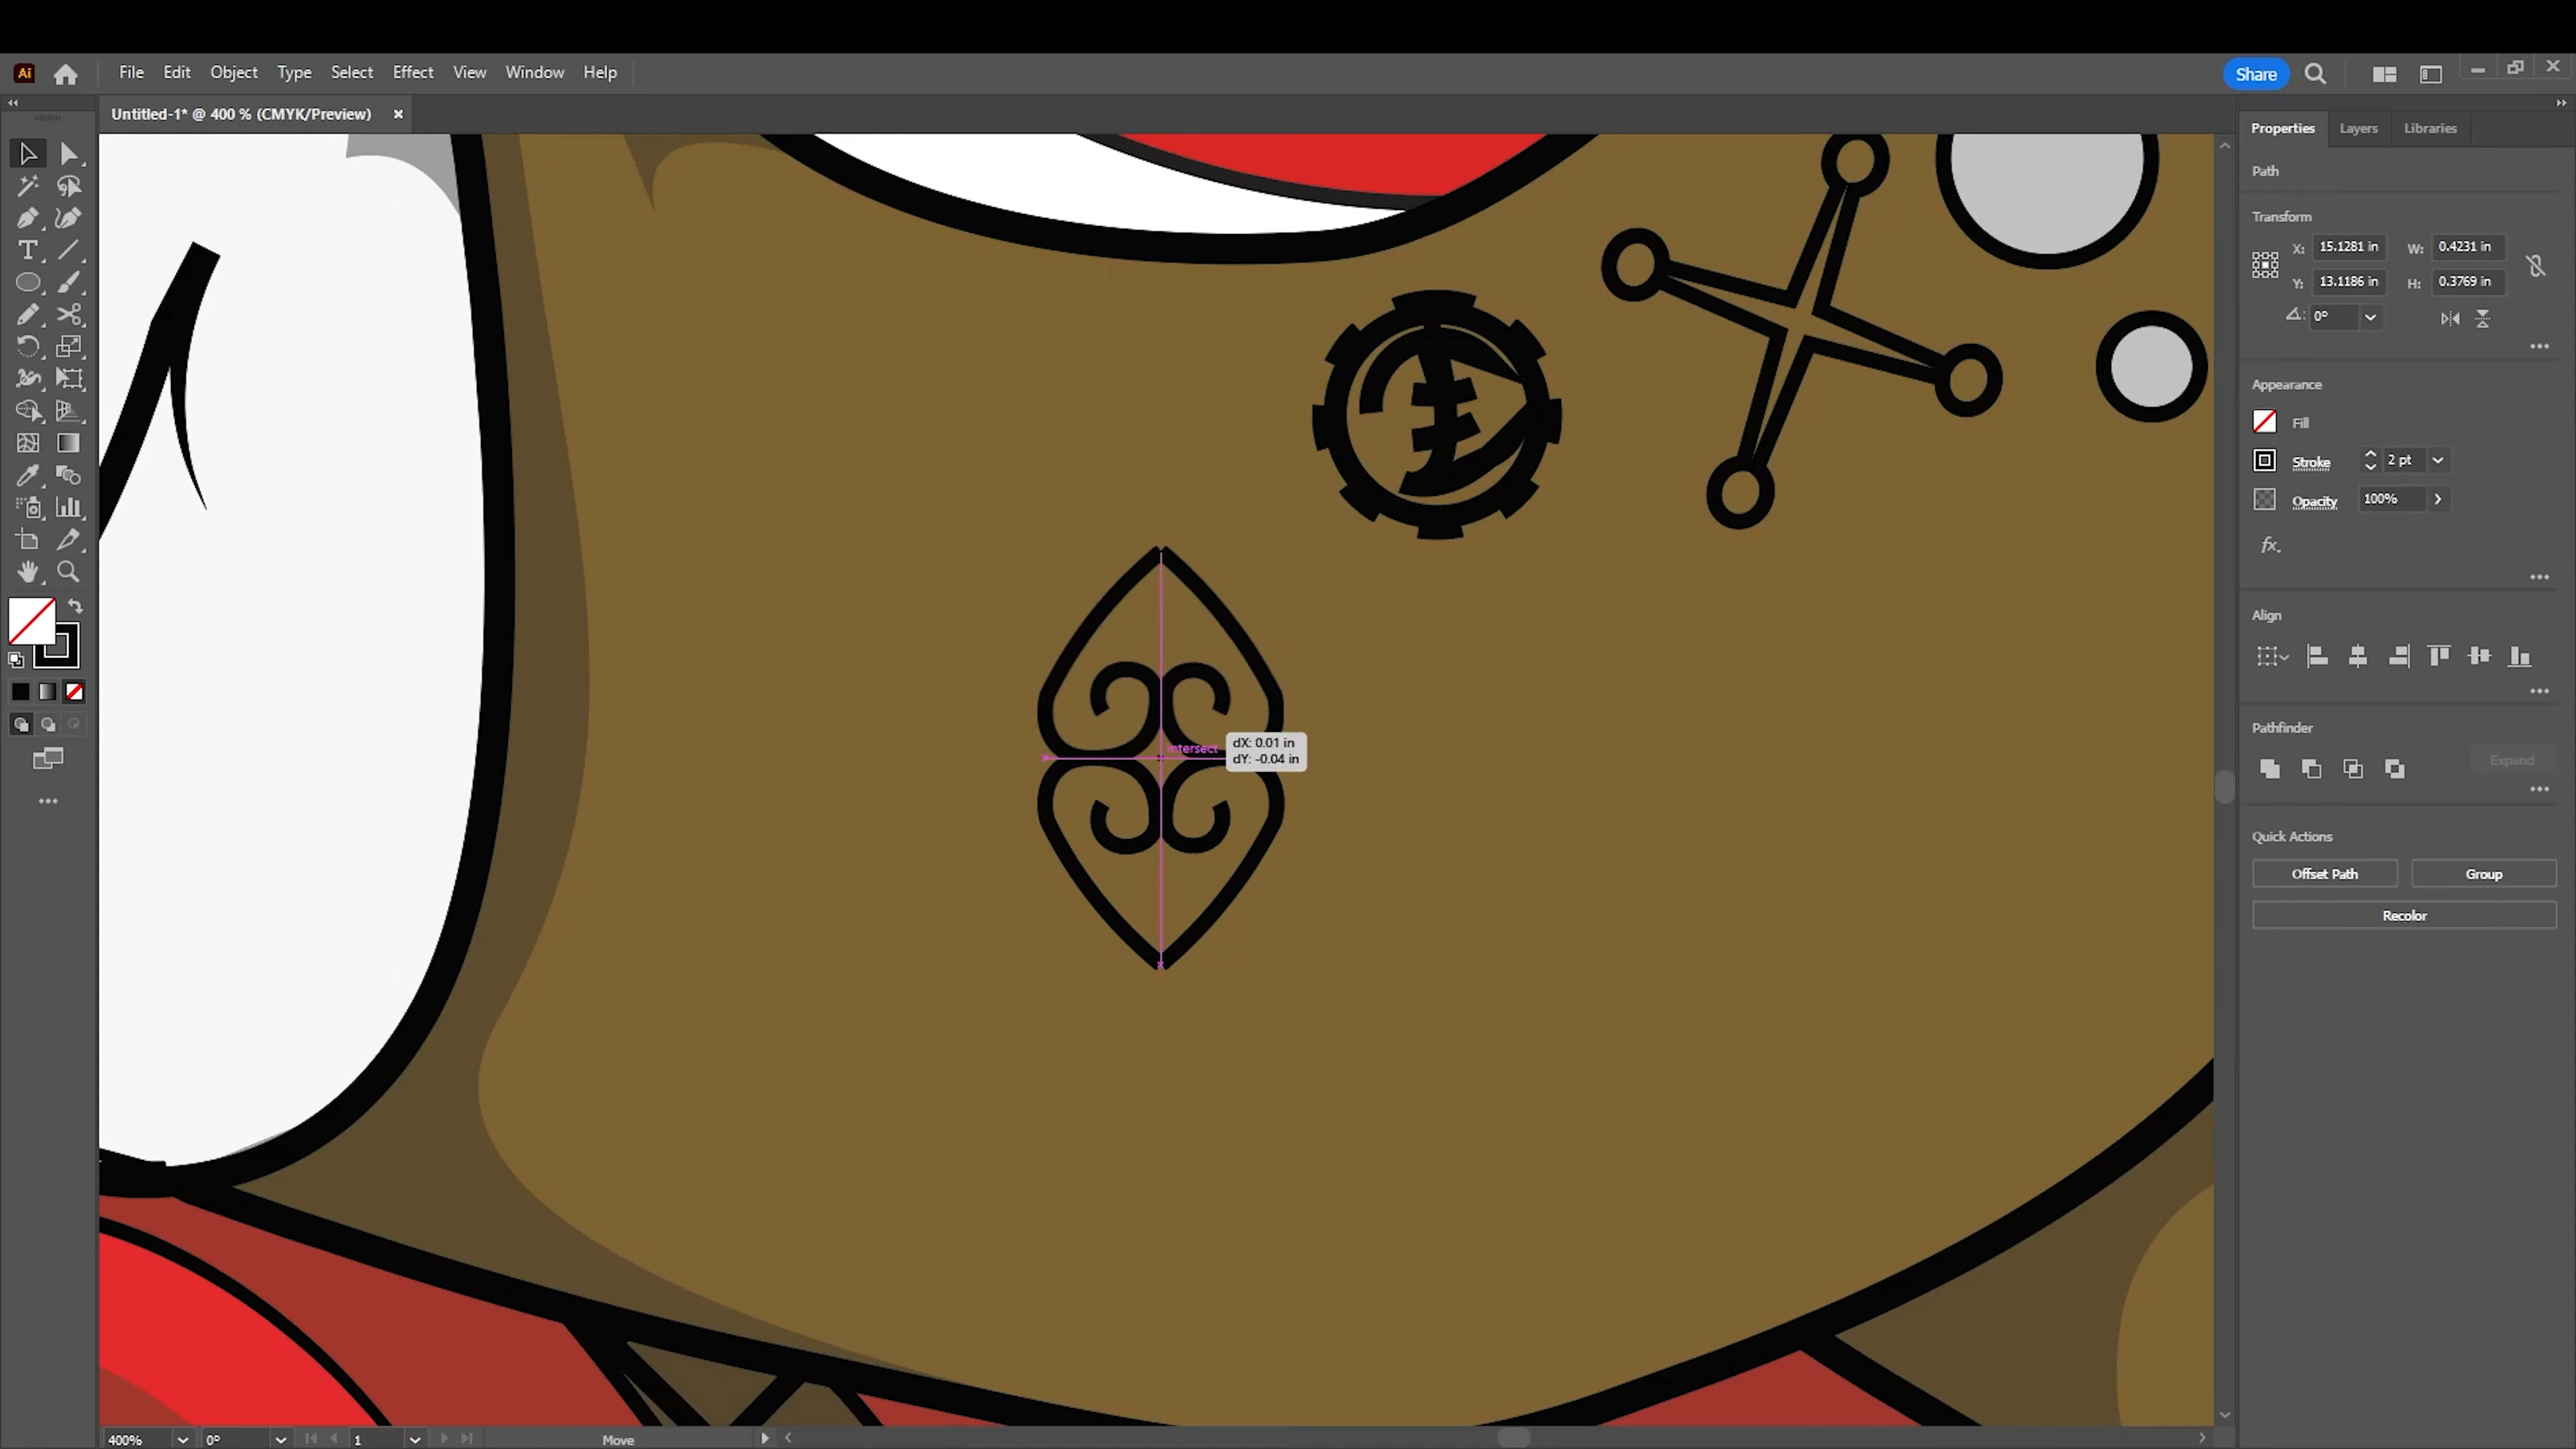 Ai File Edit Object Type Select Effect View Window Help Share
Untitled-1* @ 400 % (CMYK/Preview)
Properties Layers Libraries
Path
Transform
X: 15.1281 in W: 0.4231 in
Y: 13.1186 in H: 0.3769 in
0°
Appearance
Fill
Stroke 2 pt
Opacity 100%
fx.
Align
Pathfinder
Expand
Quick Actions
Offset Path Group
Recolor
intersect
dX: 0.01 in
dY: -0.04 in
400% 0° 1 Move